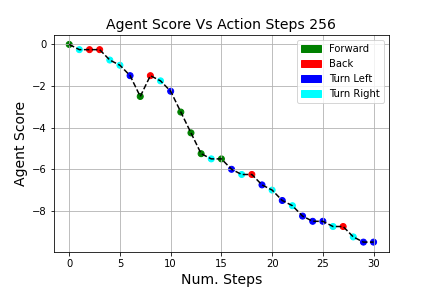 Agent Score Vs Action Steps 256
Forward
Back
Turn Left
Turn Right
Agent Score
0
−2
−4
−6
−8
0 5 10 15 20 25 30
Num. Steps